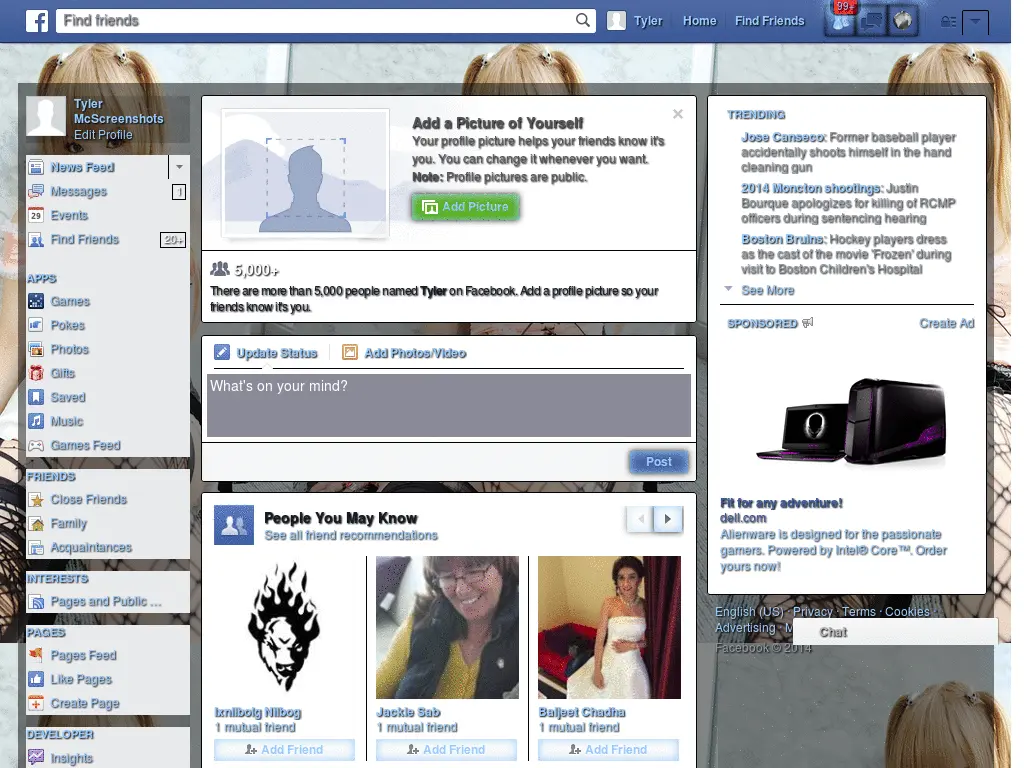 Find friends
Tyler
Home
Find Friends
99+
Tyler
McScreenshots
Edit Profile
News Feed
Messages
1
Events
Find Friends
20+
APPS
Games
Pokes
Photos
Gifts
Saved
Music
Games Feed
FRIENDS
Close Friends
Family
Acquaintances
INTERESTS
Pages and Public ...
PAGES
Pages Feed
Like Pages
Create Page
DEVELOPER
Insights
Add a Picture of Yourself
Your profile picture helps your friends know it's
you. You can change it whenever you want.
Note: Profile pictures are public.
Add Picture
5,000+
There are more than 5,000 people named Tyler on Facebook. Add a profile picture so your
friends know it's you.
Update Status
Add Photos/Video
What's on your mind?
Post
People You May Know
See all friend recommendations
Ixnilbolg Nilbog
1 mutual friend
Add Friend
Jackie Sab
1 mutual friend
Add Friend
Baljeet Chadha
1 mutual friend
Add Friend
TRENDING
Jose Canseco: Former baseball player
accidentally shoots himself in the hand
cleaning gun
2014 Moncton shootings: Justin
Bourque apologizes for killing of RCMP
officers during sentencing hearing
Boston Bruins: Hockey players dress
as the cast of the movie 'Frozen' during
visit to Boston Children's Hospital
See More
SPONSORED
Create Ad
Fit for any adventure!
dell.com
Alienware is designed for the passionate
gamers. Powered by Intel® Core™. Order
yours now!
English (US) · Privacy · Terms · Cookies ·
Advertising ·
Chat
Facebook © 2014